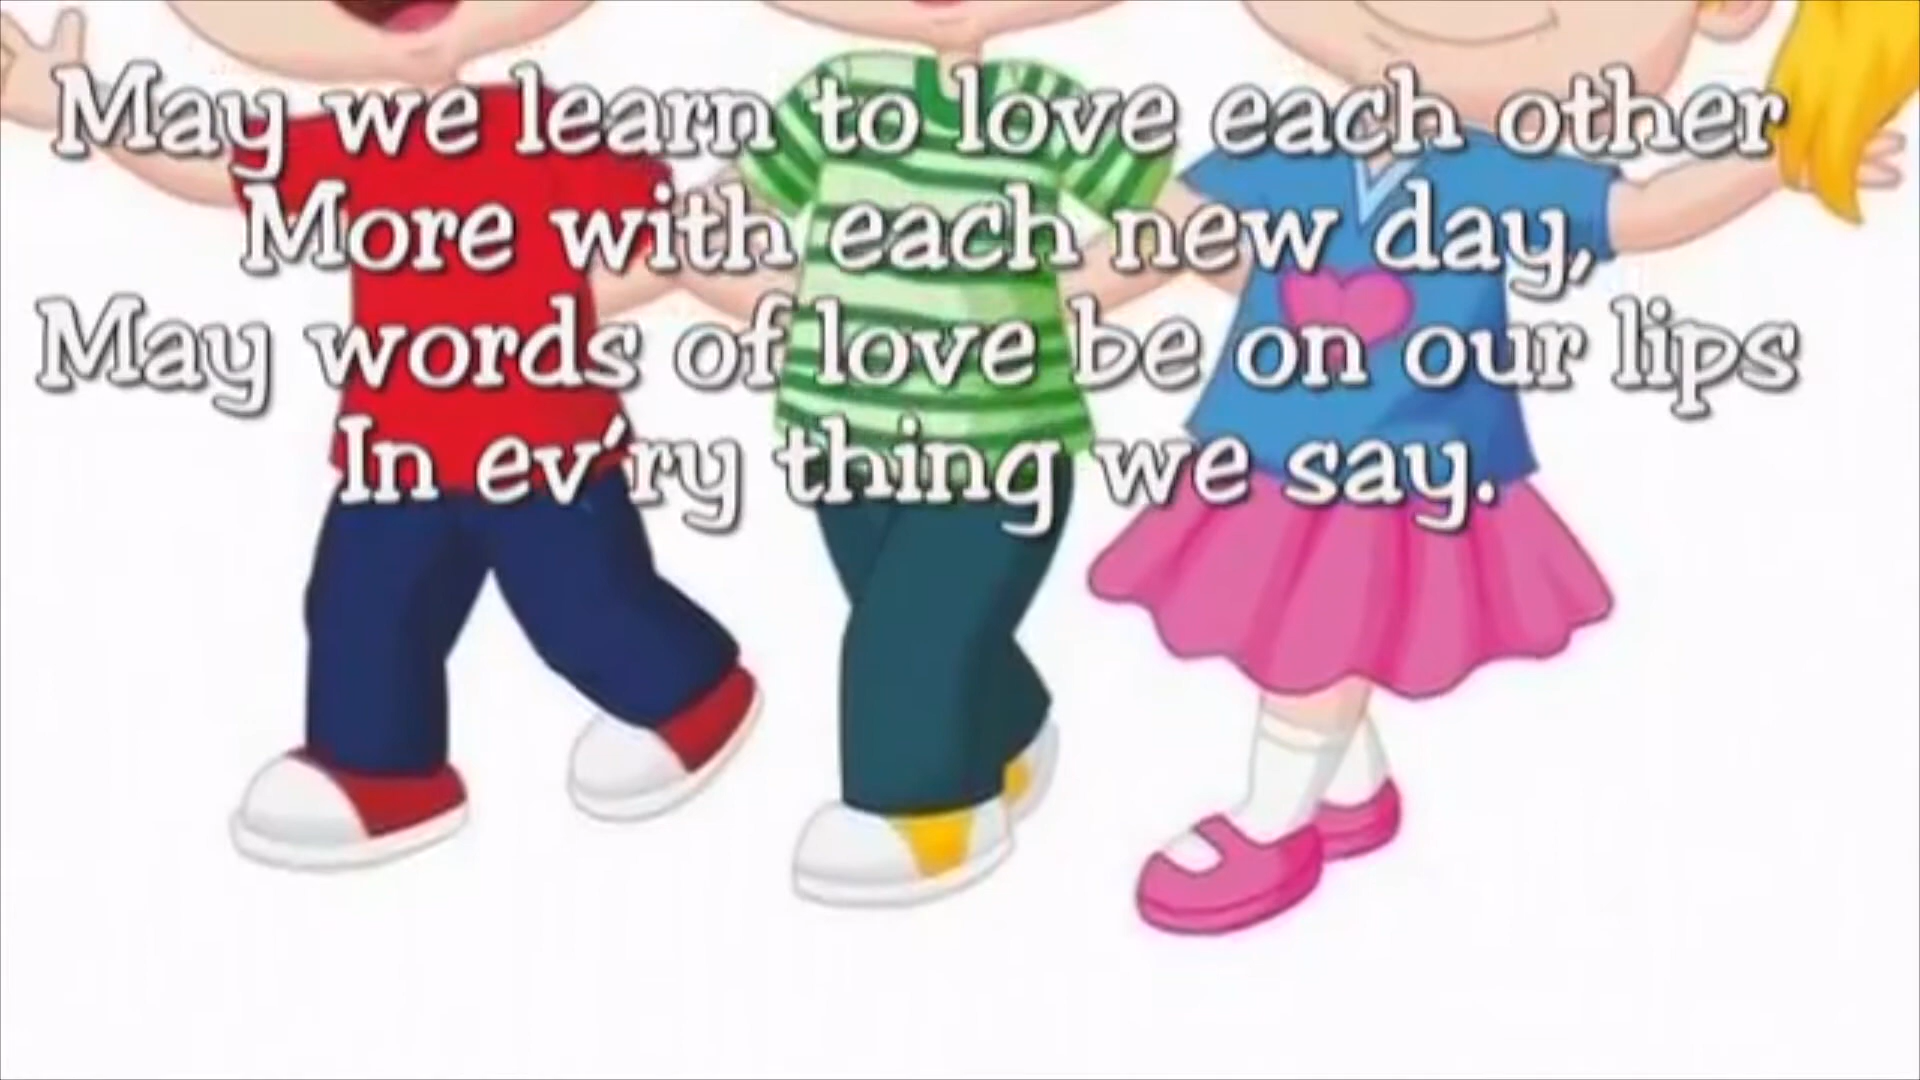 May we learn to love each other
More with each new day,
May words of love be on our lips
In ev'ry thing we say.